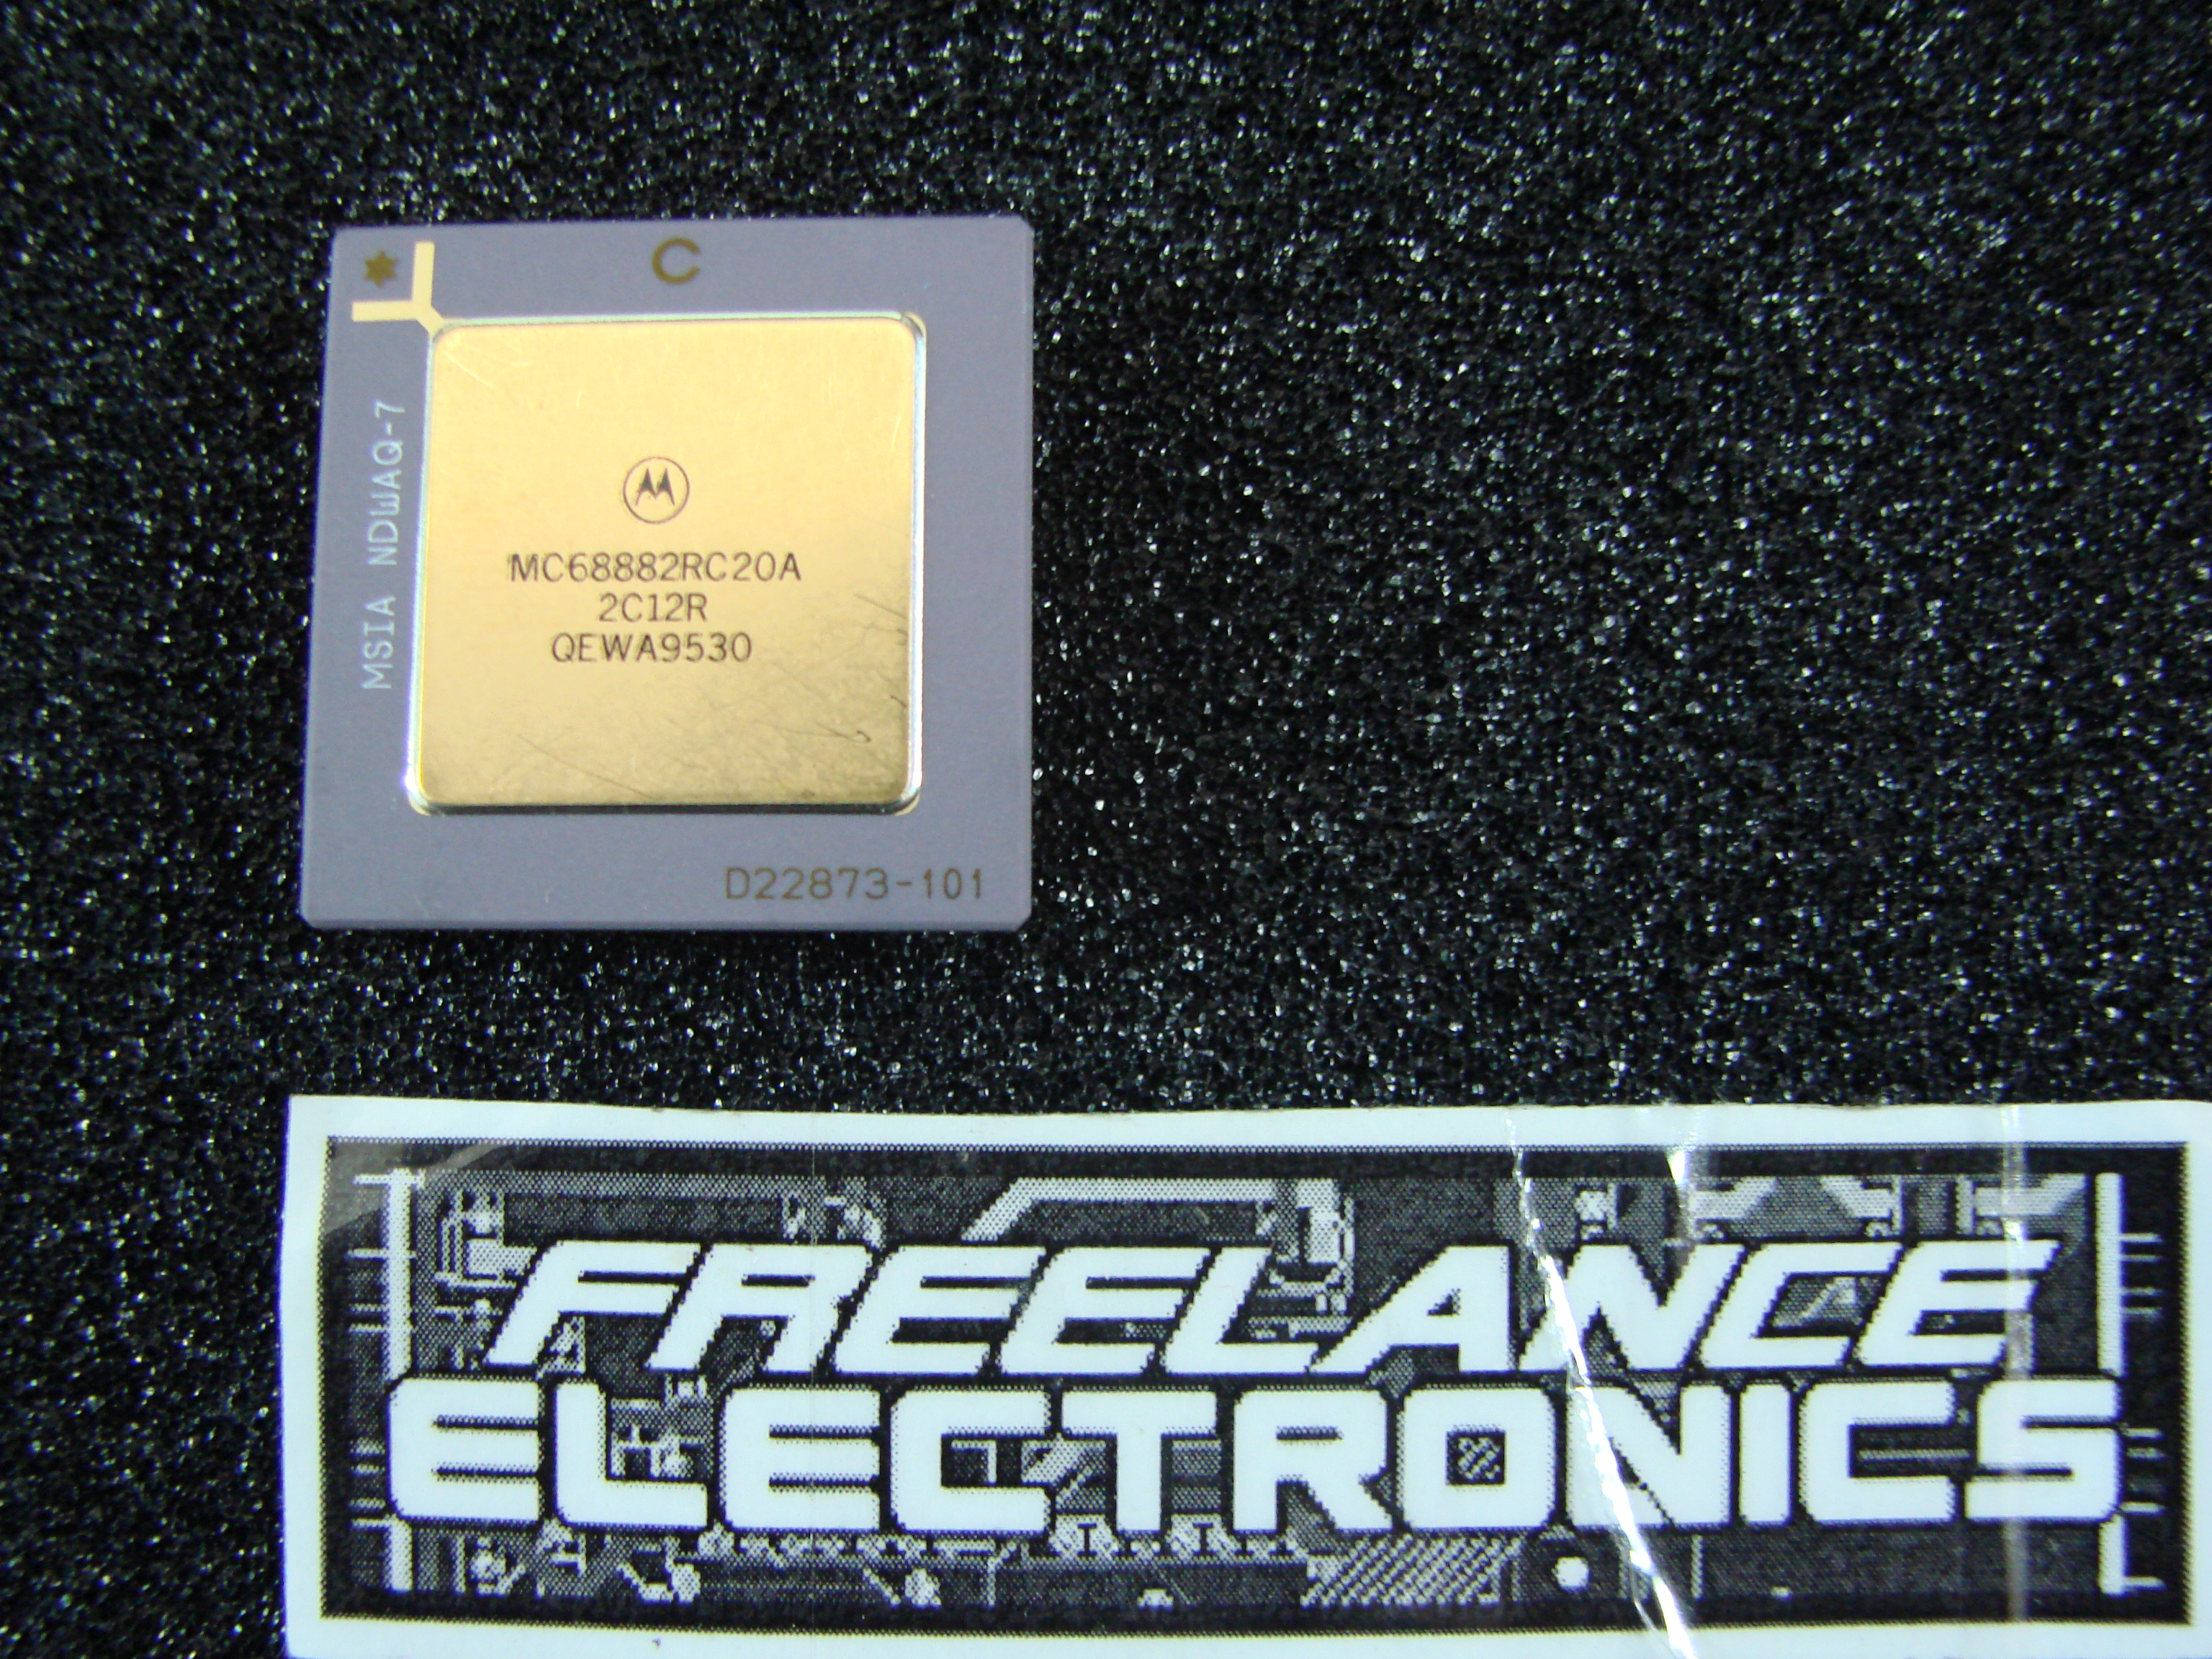 C
MSIA NDWAQ-7
MC68882RC20A
2C12R
QEWA9530
D22873-101
FREELANCE
ELECTRONICS